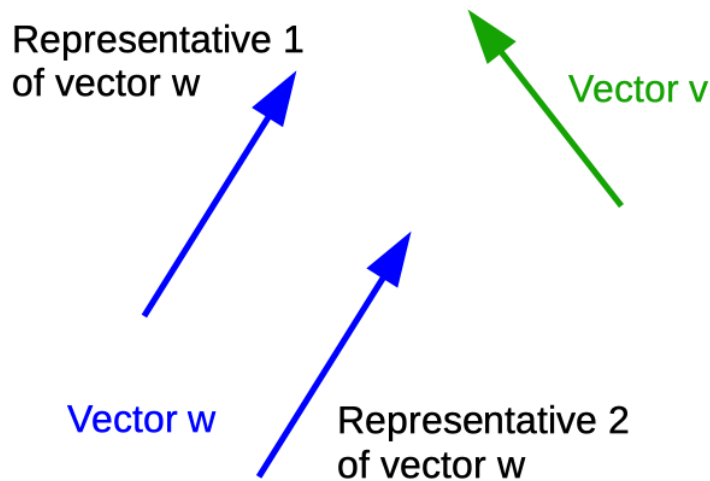 Representative 1
of vector w
Vector v
Vector w
Representative 2
of vector w